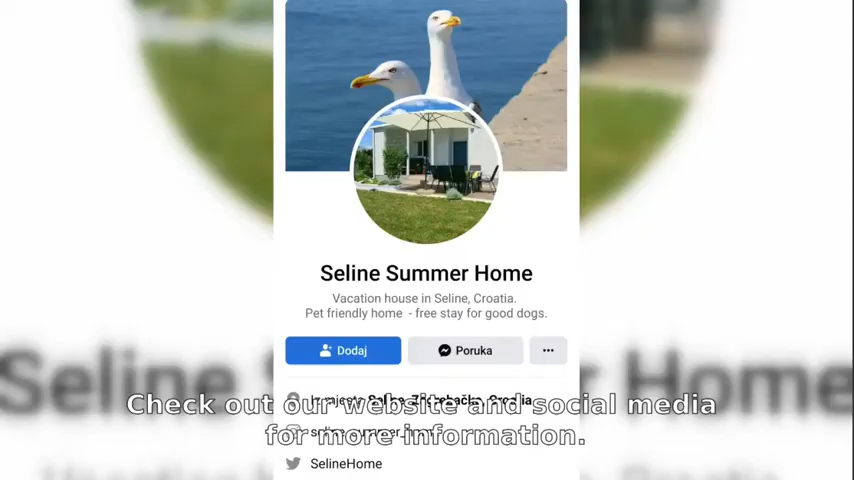 Seline Summer Home
Vacation house in Seline, Croatia.
Pet friendly home - free stay for good dogs.
Dodaj
Poruka
Check out our website and social media
for more information.
SelineHome